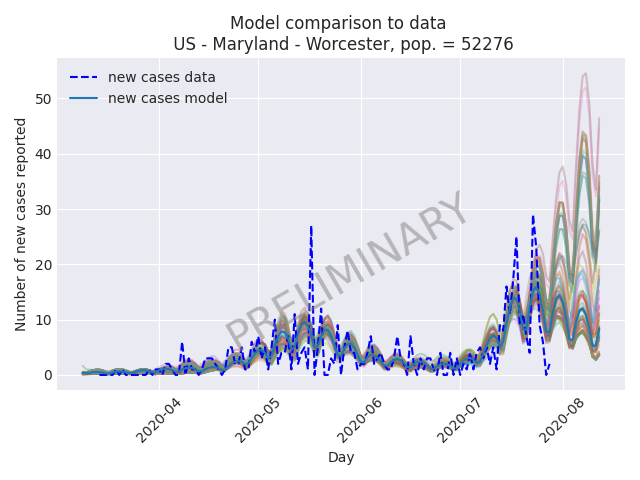 Model comparison to data
US - Maryland - Worcester, pop. = 52276
new cases data
new cases model
Number of new cases reported
50
40
30
20
10
0
PRELIMINARY
2020-04
2020-05
2020-06
2020-07
2020-08
Day